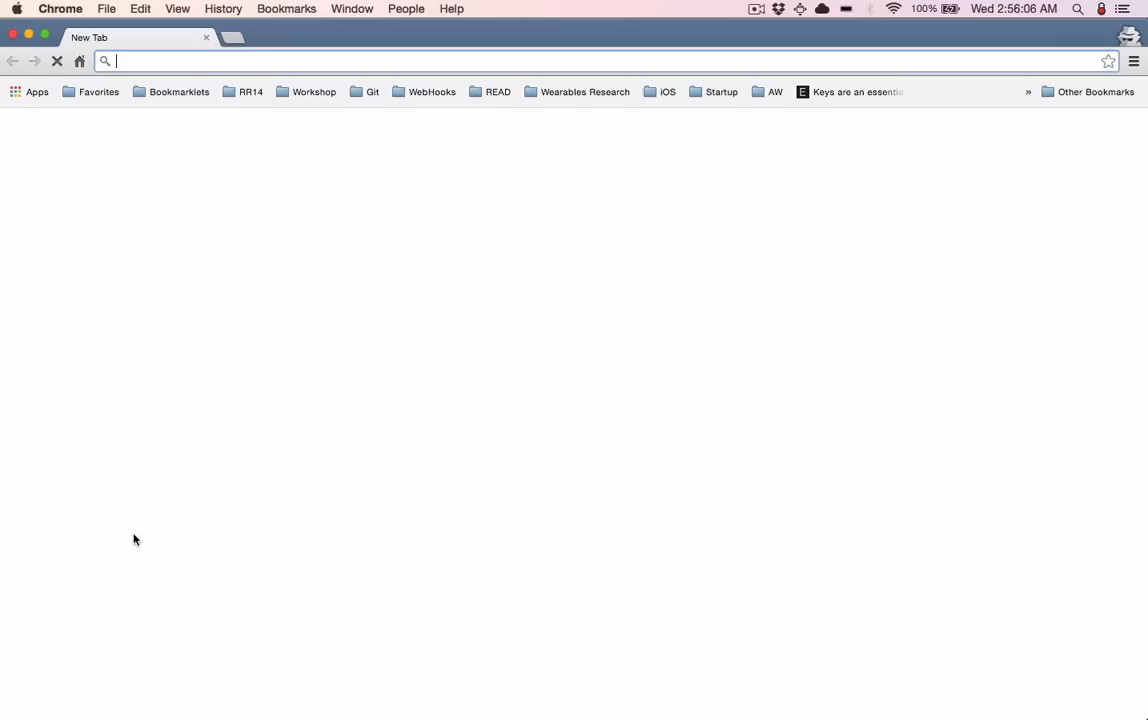 Chrome File Edit View History Bookmarks Window People Help 100% Wed 2:56:06 AM
New Tab
Apps Favorites Bookmarklets RR14 Workshop Git WebHooks READ Wearables Research iOS Startup AW Keys are an essentia » Other Bookmarks